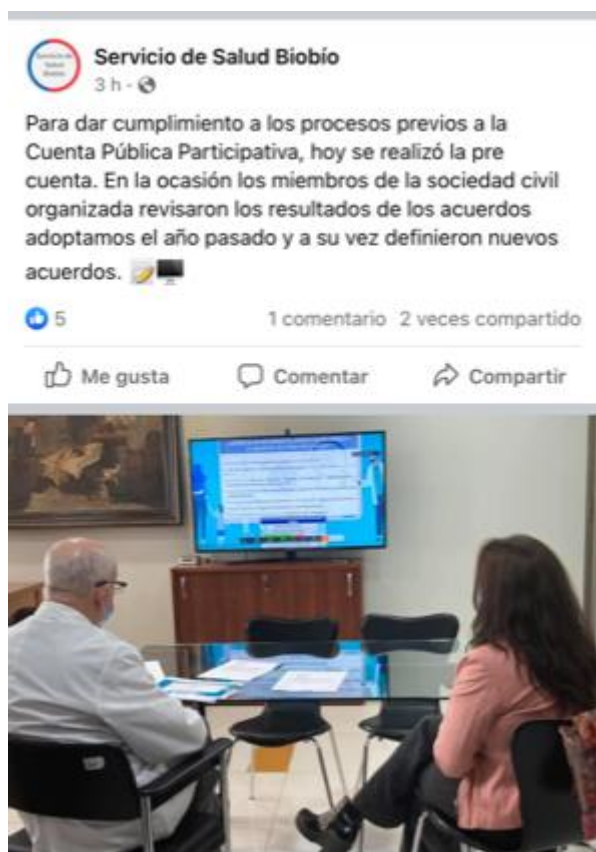 Servicio de Salud Biobío
3 h -
Para dar cumplimiento a los procesos previos a la
Cuenta Pública Participativa, hoy se realizó la pre
cuenta. En la ocasión los miembros de la sociedad civil
organizada revisaron los resultados de los acuerdos
adoptamos el año pasado y a su vez definieron nuevos
acuerdos.
5
1 comentario 2 veces compartido
Me gusta Comentar Compartir